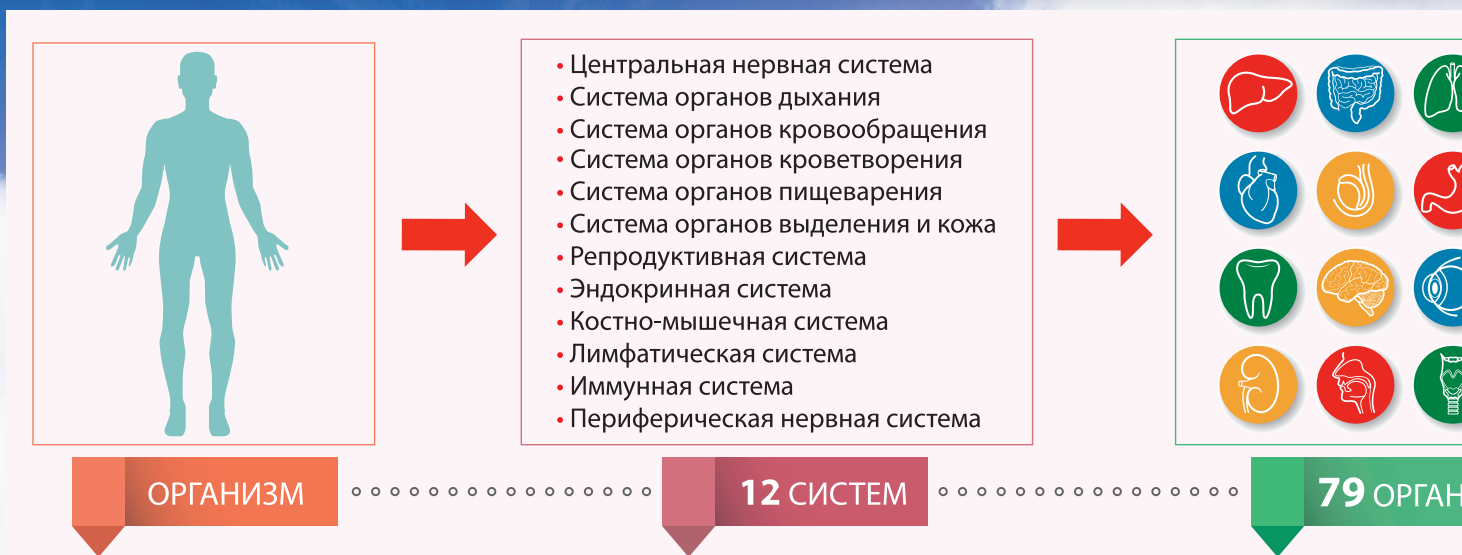 • Центральная нервная система
• Система органов дыхания
• Система органов кровообращения
• Система органов кроветворения
• Система органов пищеварения
• Система органов выделения и кожа
• Репродуктивная система
• Эндокринная система
• Костно-мышечная система
• Лимфатическая система
• Иммунная система
• Периферическая нервная система
ОРГАНИЗМ
12 СИСТЕМ
79